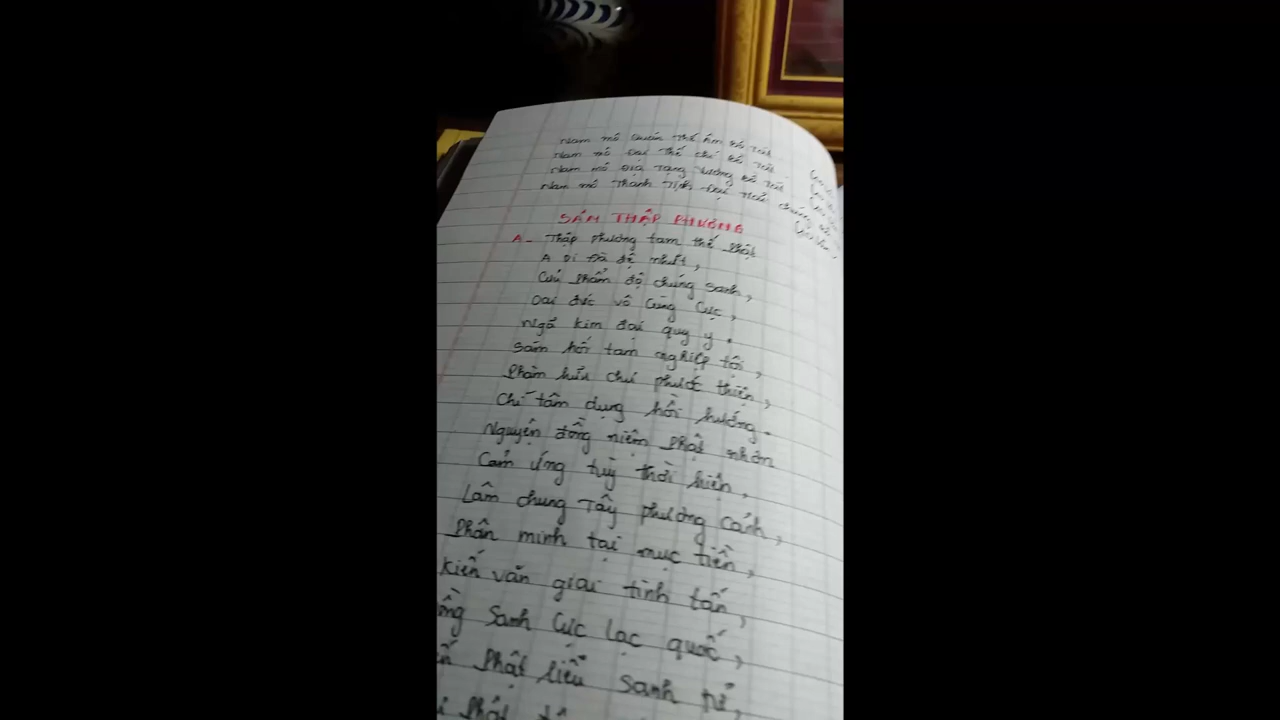 Nam mô Quán Thế Âm Bồ Tát
Nam mô Đại Thế Chí Bồ Tát
Nam mô Địa Tạng Vương Bồ Tát
Nam mô Thanh Tịnh Đại Hải chúng
SÁM THẬP PHƯƠNG
A- Thập phương tam thế Phật
A Di Đà đệ nhất,
Cửu phẩm độ chúng sanh,
Oai đức vô cùng cực,
Ngã kim đại quy y.
Sám hối tam nghiệp tội,
Phàm hữu chư phước thiện,
Chí tâm dụng hồi hướng.
Nguyện đồng niệm Phật nhơn
Cảm ứng tuỳ thời hiện,
Lâm chung Tây phương cảnh,
Phân minh tại mục tiền,
kiến văn giai tinh tấn,
Sanh Cực lạc quốc,
Phật liễu sanh tử,